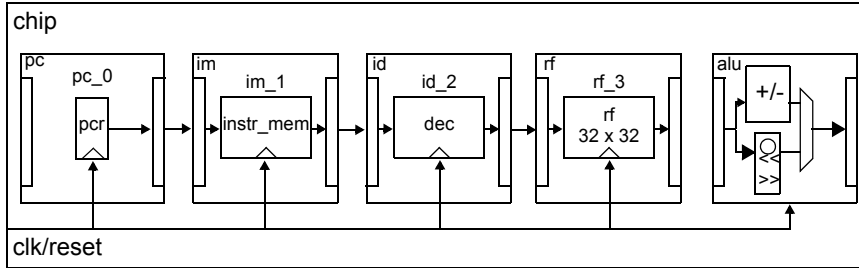 chip
pc
im
id
rf
alu
pc_0
im_1
id_2
rf_3
pcr
instr_mem
dec
rf
32 x 32
+/-
<<
>>
clk/reset